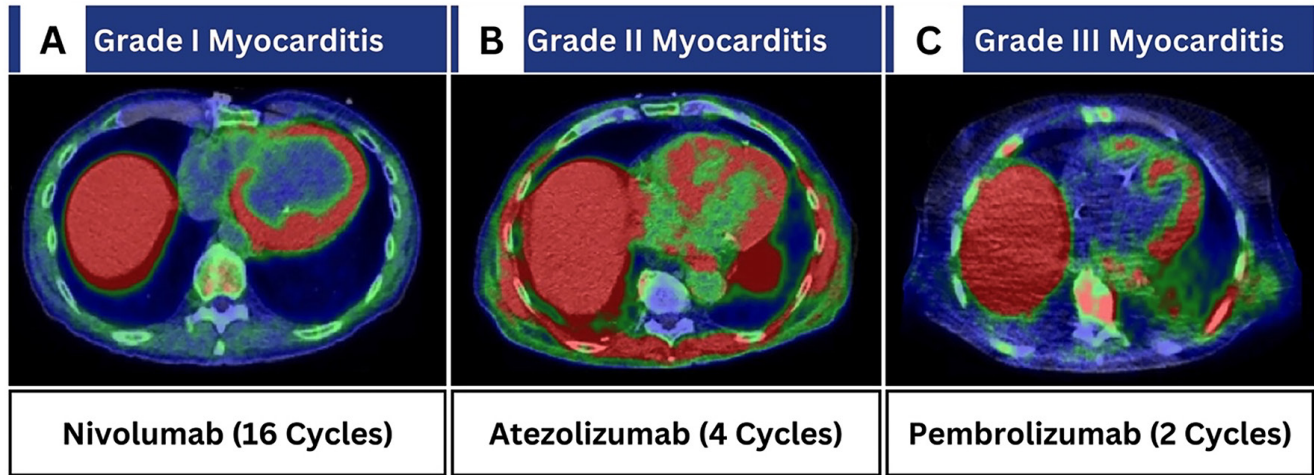 A Grade I Myocarditis
B Grade II Myocarditis
C Grade III Myocarditis
Nivolumab (16 Cycles)
Atezolizumab (4 Cycles)
Pembrolizumab (2 Cycles)